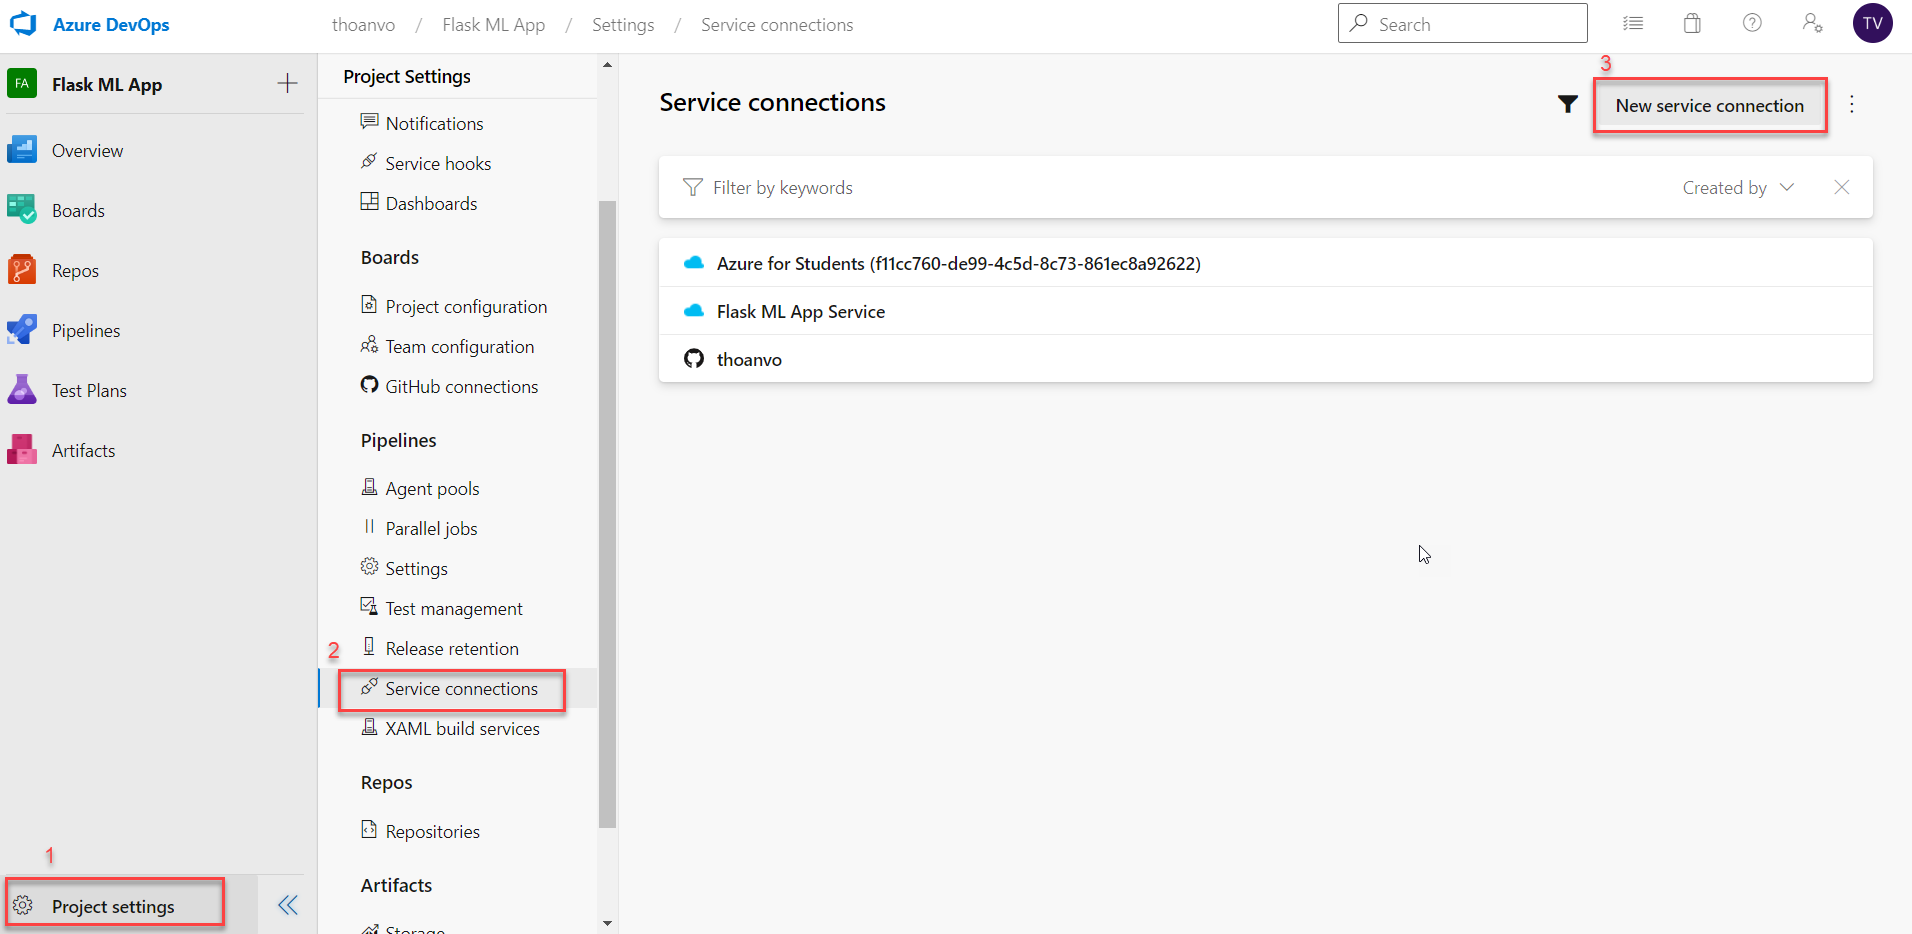 Azure DevOps
thoanvo / Flask ML App / Settings / Service connections
Search
TV
FA
Flask ML App
Overview
Boards
Repos
Pipelines
Test Plans
Artifacts
1
Project settings
Project Settings
Notifications
Service hooks
Dashboards
Boards
Project configuration
Team configuration
GitHub connections
Pipelines
Agent pools
Parallel jobs
Settings
Test management
Release retention
2
Service connections
XAML build services
Repos
Repositories
Artifacts
Storage
Service connections
3
New service connection
Filter by keywords
Created by
Azure for Students (f11cc760-de99-4c5d-8c73-861ec8a92622)
Flask ML App Service
thoanvo